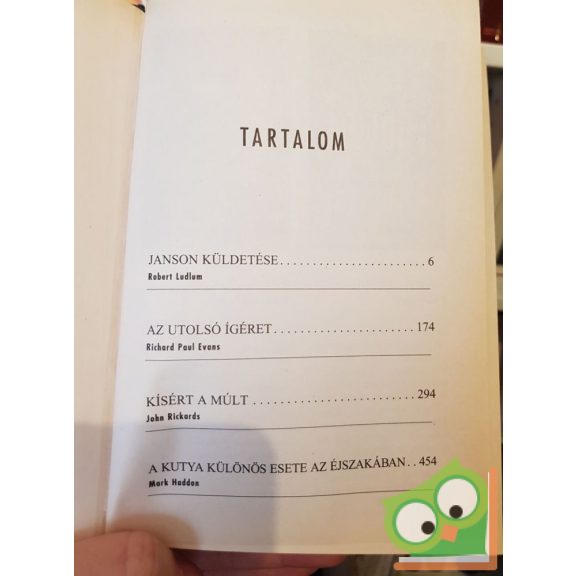 TARTALOM
JANSON KÜLDETÉSE.......................6
Robert Ludlum
AZ UTOLSÓ ÍGÉRET.......................174
Richard Paul Evans
KÍSÉRT A MÚLT..........................294
John Rickards
A KUTYA KÜLÖNÖS ESETE AZ ÉJSZAKÁBAN..454
Mark Haddon